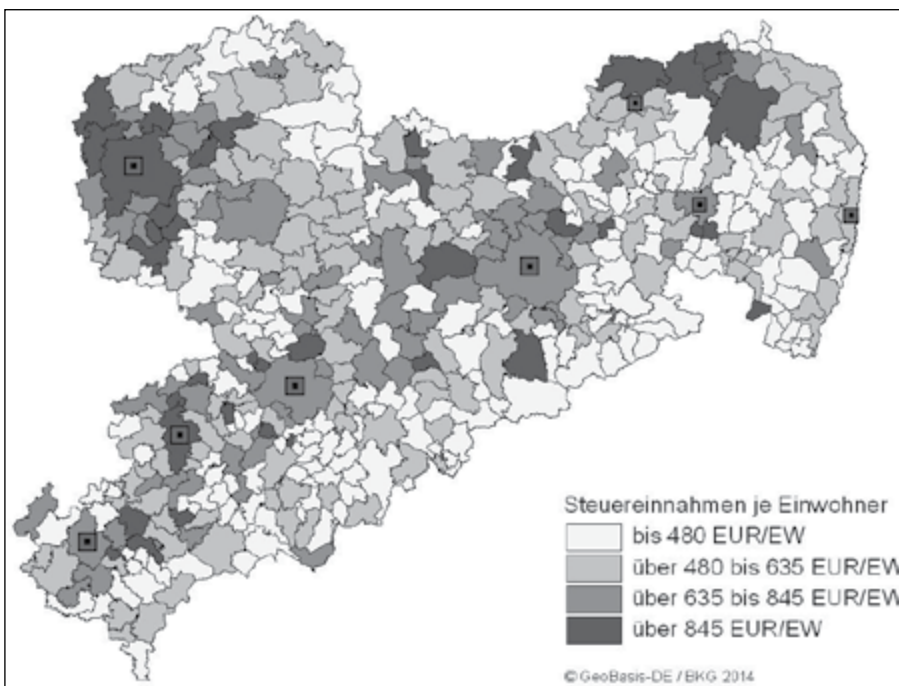 Steuereinnahmen je Einwohner
bis 480 EUR/EW
über 480 bis 635 EUR/EW
über 635 bis 845 EUR/EW
über 845 EUR/EW
© GeoBasis-DE / BKG 2014